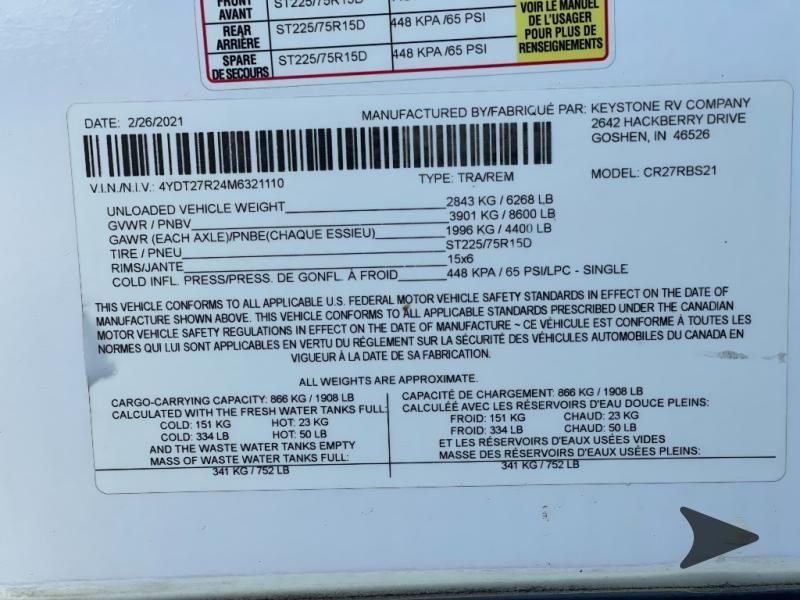 FRONT
AVANT
ST225/75R15D
REAR
ARRIÈRE
ST225/75R15D
448 KPA /65 PSI
SPARE
DE SECOURS
ST225/75R15D
448 KPA /65 PSI
VOIR LE MANUEL
DE L'USAGER
POUR PLUS DE
RENSEIGNEMENTS
DATE: 2/26/2021
MANUFACTURED BY/FABRIQUÉ PAR: KEYSTONE RV COMPANY
2642 HACKBERRY DRIVE
GOSHEN, IN 46526
V.I.N./N.I.V.: 4YDT27R24M6321110
TYPE: TRA/REM
MODEL: CR27RBS21
UNLOADED VEHICLE WEIGHT 2843 KG / 6268 LB
GVWR / PNBV 3901 KG / 8600 LB
GAWR (EACH AXLE)/PNBE(CHAQUE ESSIEU) 1996 KG / 4400 LB
TIRE / PNEU ST225/75R15D
RIMS/JANTE 15x6
COLD INFL. PRESS/PRESS. DE GONFL. À FROID 448 KPA / 65 PSI/LPC - SINGLE
THIS VEHICLE CONFORMS TO ALL APPLICABLE U.S. FEDERAL MOTOR VEHICLE SAFETY STANDARDS IN EFFECT ON THE DATE OF
MANUFACTURE SHOWN ABOVE. THIS VEHICLE CONFORMS TO ALL APPLICABLE STANDARDS PRESCRIBED UNDER THE CANADIAN
MOTOR VEHICLE SAFETY REGULATIONS IN EFFECT ON THE DATE OF MANUFACTURE ~ CE VÉHICULE EST CONFORME À TOUTES LES
NORMES QUI LUI SONT APPLICABLES EN VERTU DU RÉGLEMENT SUR LA SÉCURITÉ DES VÉHICULES AUTOMOBILES DU CANADA EN
VIGUEUR À LA DATE DE SA FABRICATION.
ALL WEIGHTS ARE APPROXIMATE.
CARGO-CARRYING CAPACITY: 866 KG / 1908 LB
CALCULATED WITH THE FRESH WATER TANKS FULL:
COLD: 151 KG HOT: 23 KG
COLD: 334 LB HOT: 50 LB
AND THE WASTE WATER TANKS EMPTY
MASS OF WASTE WATER TANKS FULL:
341 KG / 752 LB
CAPACITÉ DE CHARGEMENT: 866 KG / 1908 LB
CALCULÉE AVEC LES RÉSERVOIRS D'EAU DOUCE PLEINS:
FROID: 151 KG CHAUD: 23 KG
FROID: 334 LB CHAUD: 50 LB
ET LES RÉSERVOIRS D'EAUX USÉES VIDES
MASSE DES RÉSERVOIRS D'EAUX USÉES PLEINS:
341 KG / 752 LB